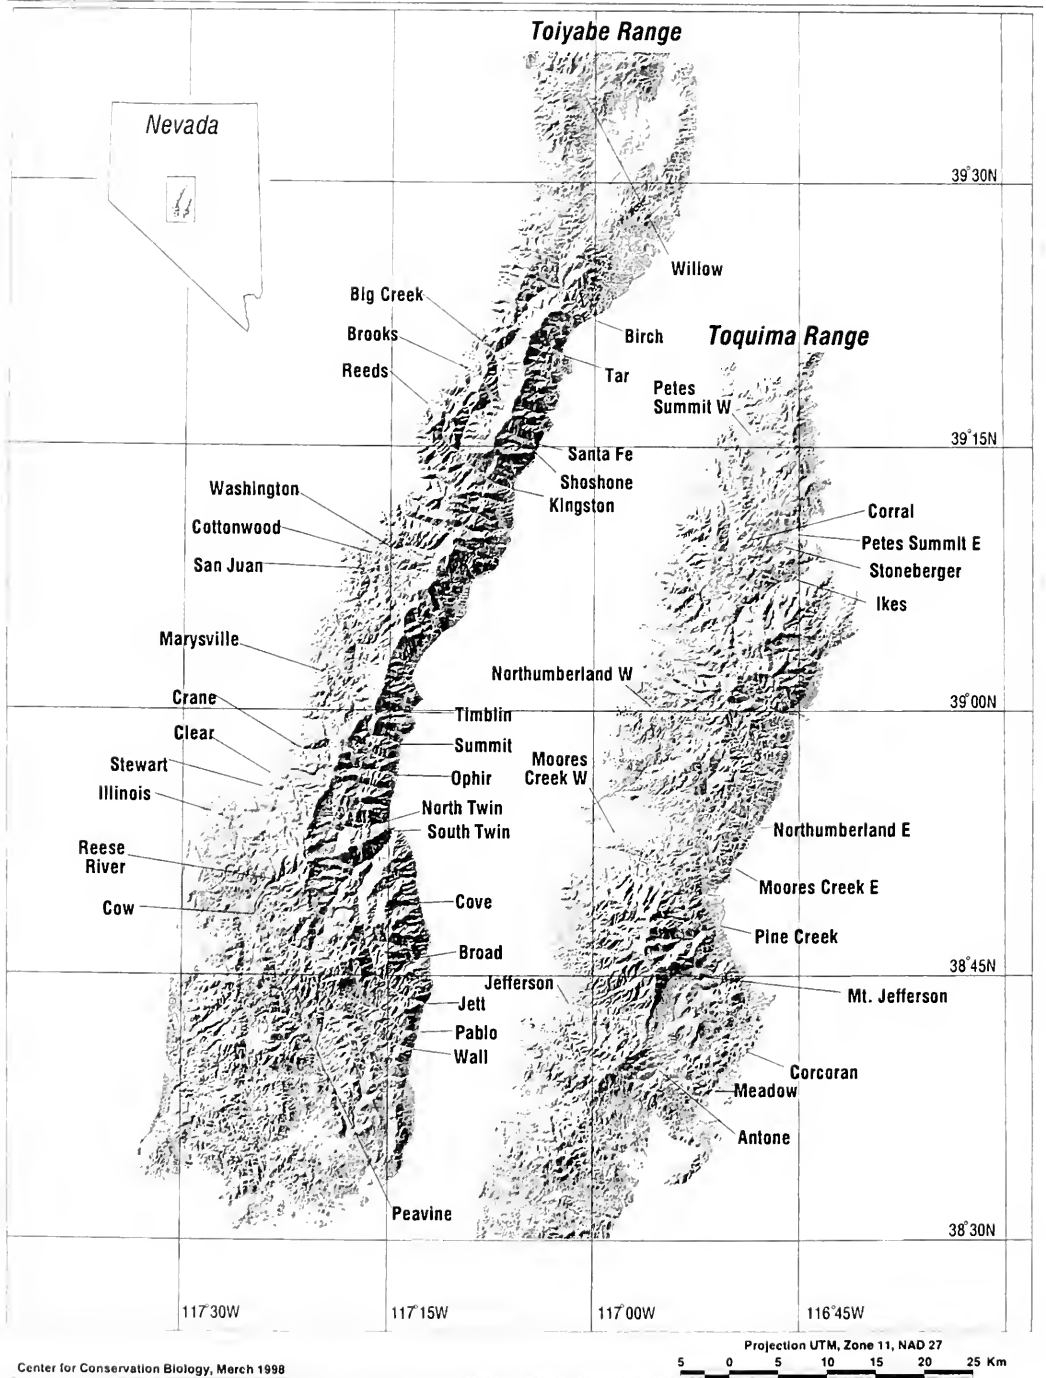 Toiyabe Range
Nevada
39°30N
Willow
Big Creek
Birch
Brooks
Toquima Range
Reeds
Tar
Petes
Summit W
39°15N
Santa Fe
Shoshone
Washington
Kingston
Corral
Cottonwood
Petes Summit E
San Juan
Stoneberger
Ikes
Marysville
Northumberland W
Crane
39°00N
Timblin
Clear
Summit
Stewart
Moores
Creek W
Ophir
Illinois
North Twin
South Twin
Northumberland E
Reese
River
Moores Creek E
Cow
Cove
Pine Creek
Broad
38°45N
Jefferson
Mt. Jefferson
Jett
Pablo
Wall
Corcoran
Meadow
Antone
Peavine
38°30N
117°30W
117°15W
117°00W
116°45W
Projection UTM, Zone 11, NAD 27
Center for Conservation Biology, March 1998
5 0 5 10 15 20 25 Km